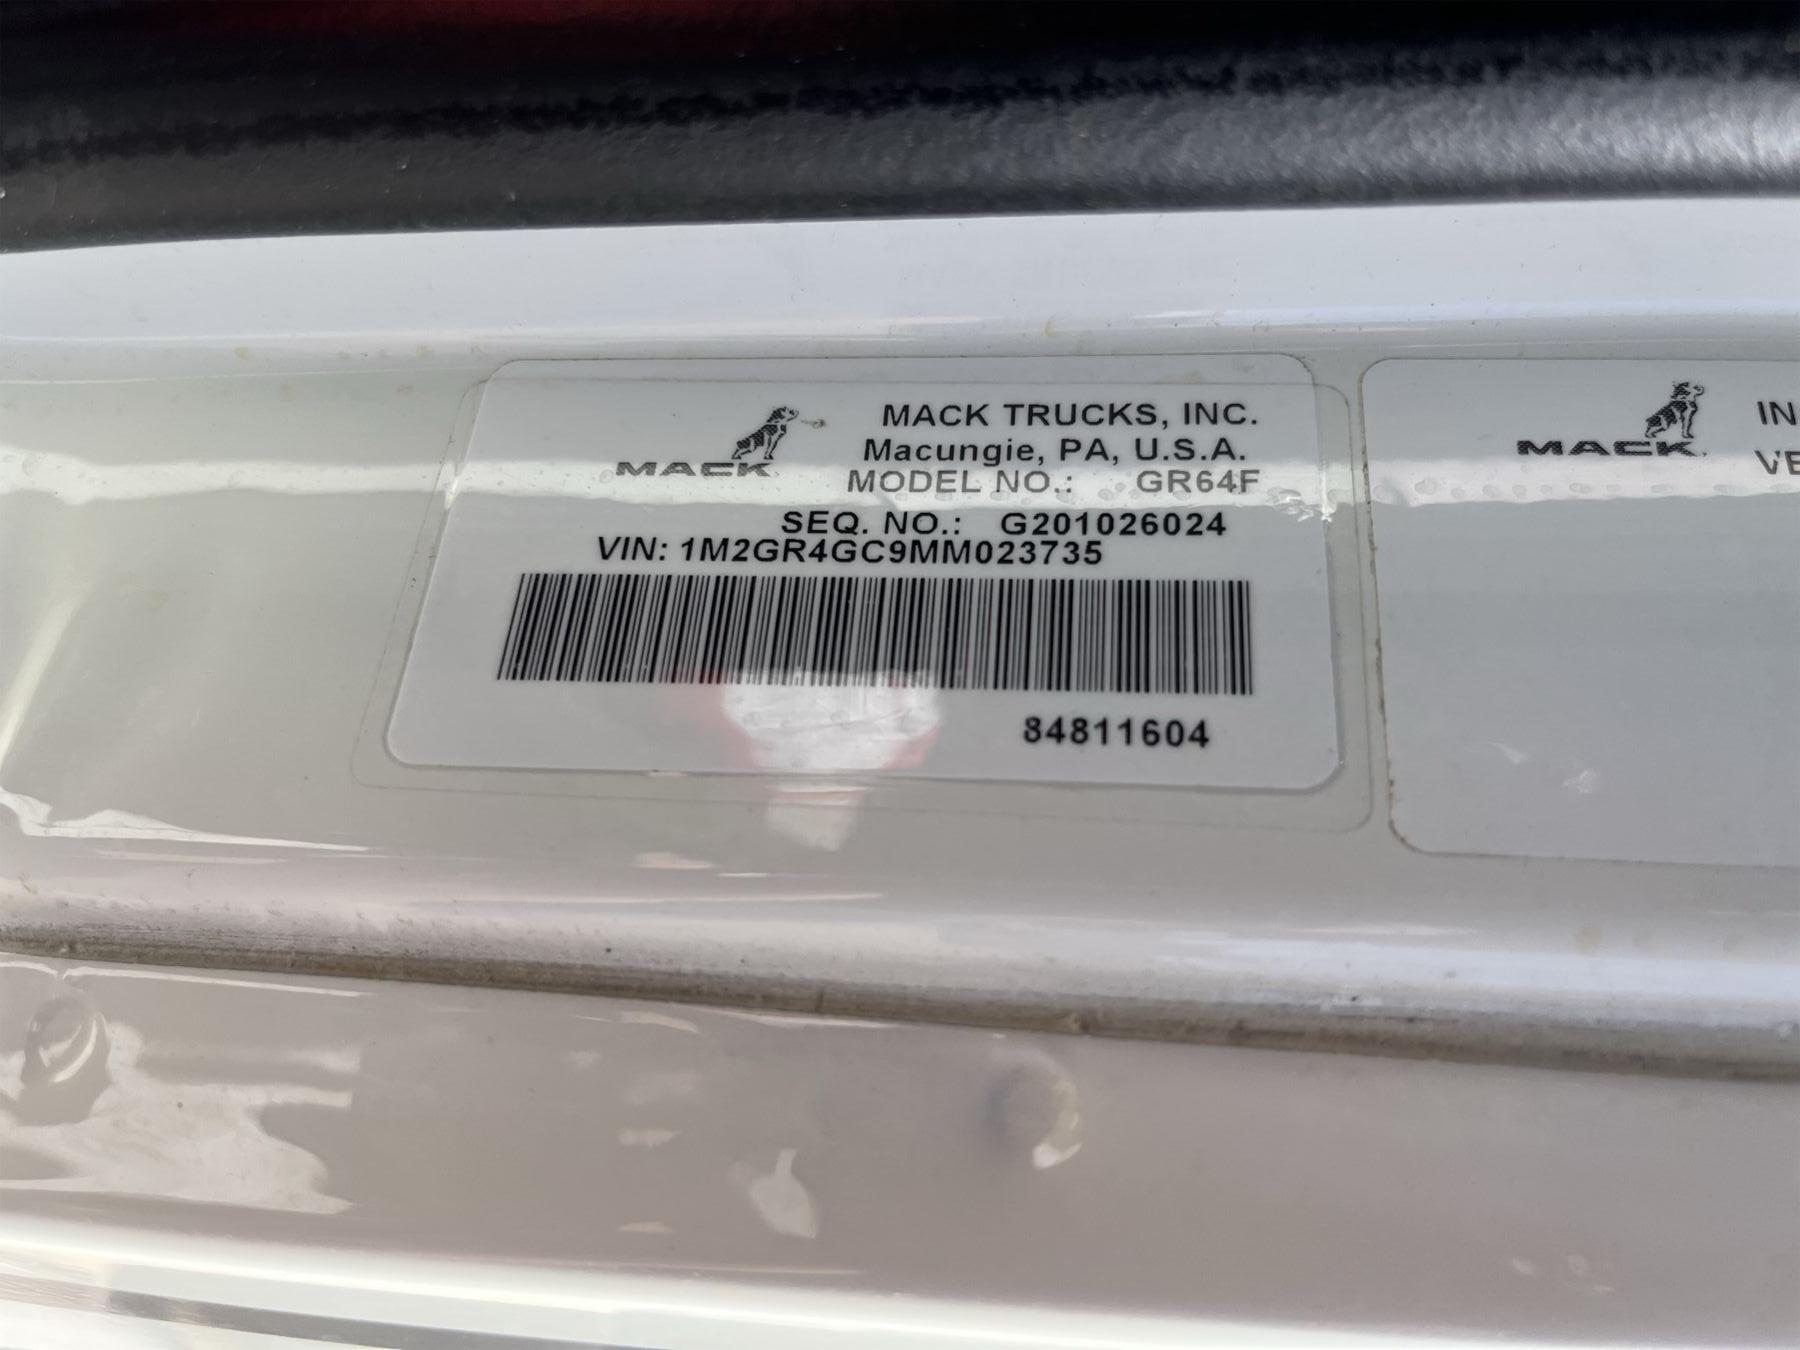 MACK
MACK TRUCKS, INC.
Macungie, PA, U.S.A.
MODEL NO.: GR64F
SEQ. NO.: G201026024
VIN: 1M2GR4GC9MM023735
84811604
MACK